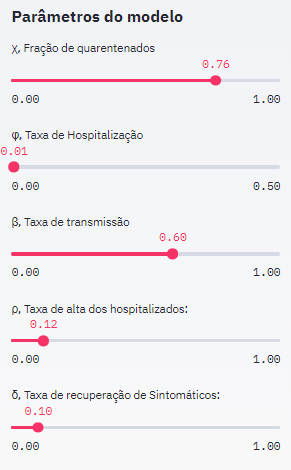 Parâmetros do modelo
χ, Fração de quarentenados
0.76
0.00 1.00
φ, Taxa de Hospitalização
0.01
0.00 0.50
β, Taxa de transmissão
0.60
0.00 1.00
ρ, Taxa de alta dos hospitalizados:
0.12
0.00 1.00
δ, Taxa de recuperação de Sintomáticos:
0.10
0.00 1.00